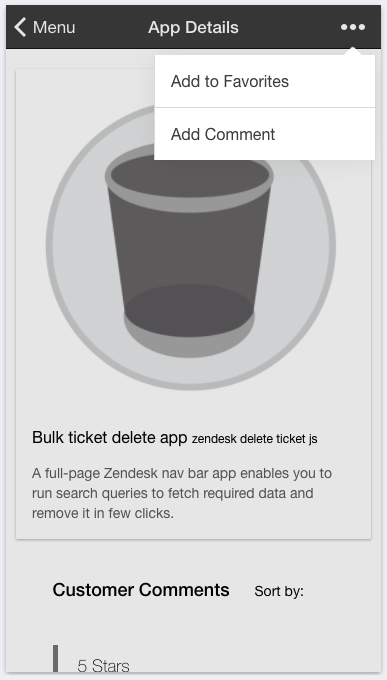 Menu App Details
Add to Favorites
Add Comment
Bulk ticket delete app zendesk delete ticket js
A full-page Zendesk nav bar app enables you to
run search queries to fetch required data and
remove it in few clicks.
Customer Comments Sort by:
5 Stars